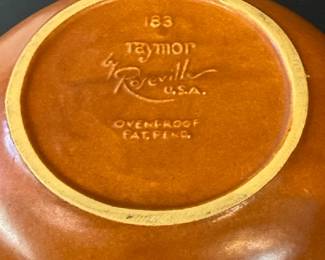 183
raymor
by Roseville
U.S.A.
OVENPROOF
PAT. PEND.